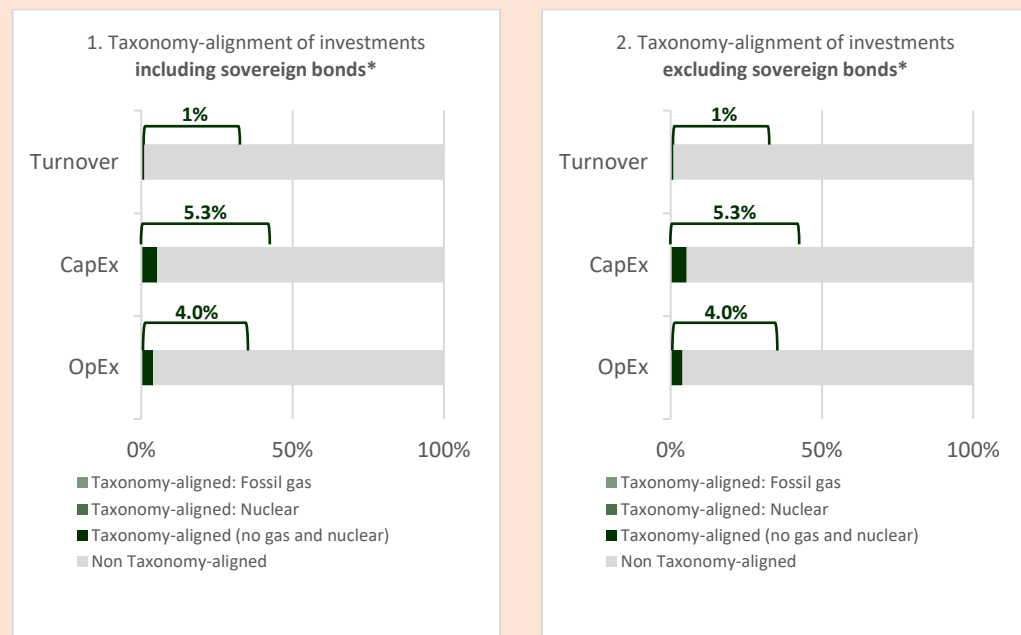 1. Taxonomy-alignment of investments
including sovereign bonds*
1%
Turnover
5.3%
CapEx
4.0%
OpEx
0%
50%
100%
Taxonomy-aligned: Fossil gas
Taxonomy-aligned: Nuclear
Taxonomy-aligned (no gas and nuclear)
Non Taxonomy-aligned
2. Taxonomy-alignment of investments
excluding sovereign bonds*
1%
Turnover
5.3%
CapEx
4.0%
OpEx
0%
50%
100%
Taxonomy-aligned: Fossil gas
Taxonomy-aligned: Nuclear
Taxonomy-aligned (no gas and nuclear)
Non Taxonomy-aligned